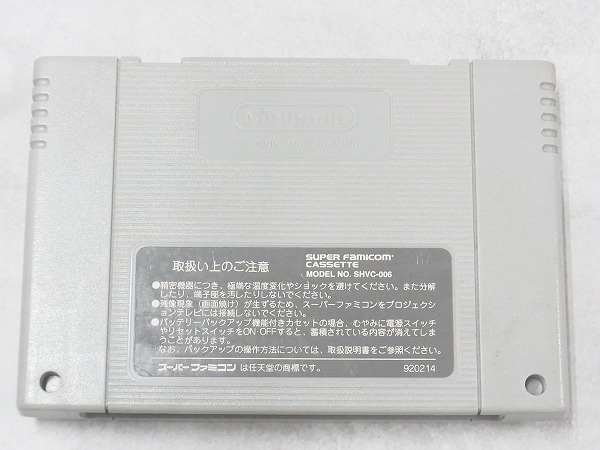 Nintendo
取扱い上のご注意
SUPER FAMICOM
CASSETTE
MODEL NO. SHVC-006
●精密機器につき、極端な温度変化やショックを避けてください。また分解
したり、端子部を汚したりしないでください。
●残像現象（画面焼け）が生ずるため、スーパーファミコンをプロジェクシ
ョンテレビには接続しないでください。
●バッテリーバックアップ機能付きカセットの場合、むやみに電源スイッチ
やリセットスイッチをON・OFFすると、蓄積されている内容が消えてしま
うことがあります。
なお、バックアップの操作方法については、取扱説明書をご参照ください。
スーパーファミコン は任天堂の商標です。
920214